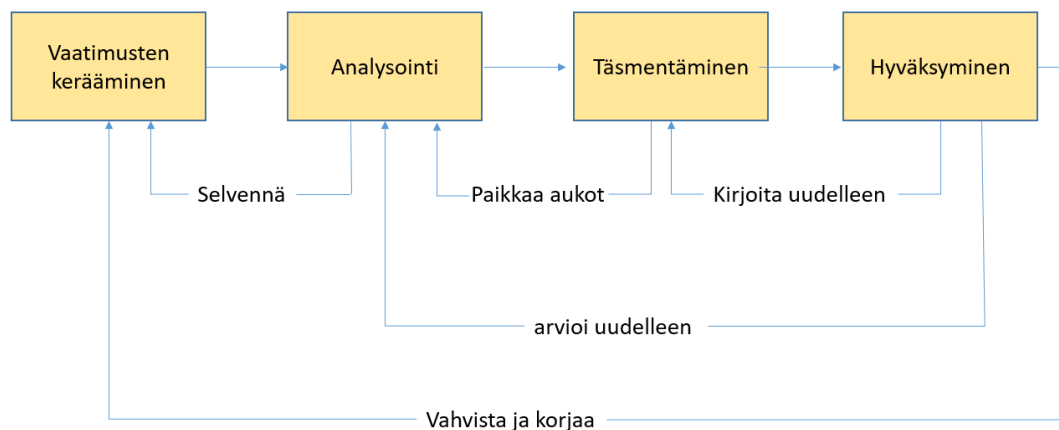 Vaatimusten
kerääminen
Analysointi
Täsmentäminen
Hyväksyminen
Selvennä
Paikkaa aukot
Kirjoita uudelleen
arvioi uudelleen
Vahvista ja korjaa